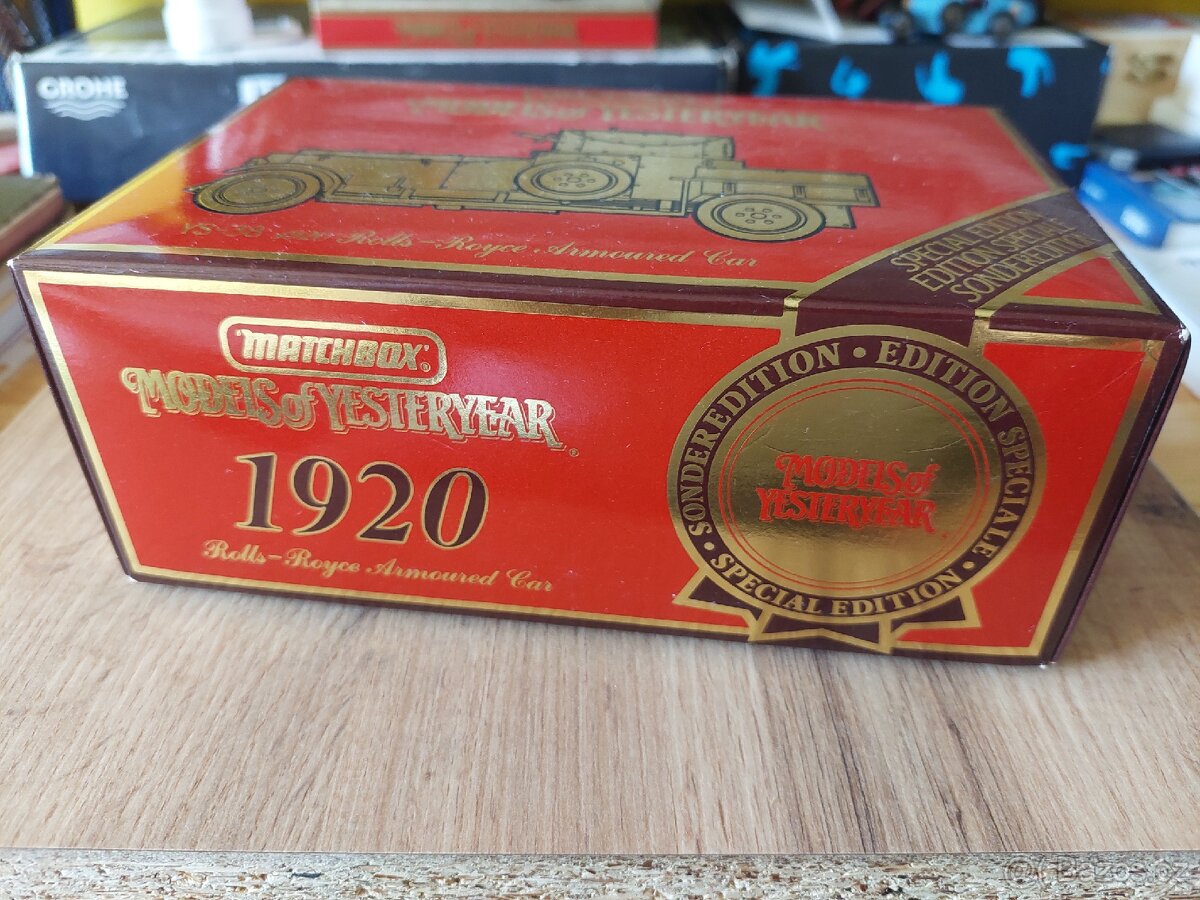 GROHE
MODELS of YESTERYEAR
Rolls-Royce Armoured Car
SPECIAL EDITION
EDITION SPECIALE
SONDEREDITION
'MATCHBOX'®
MODELS of YESTERYEAR®
1920
Rolls-Royce Armoured Car
SONDEREDITION • EDITION SPECIALE • SPECIAL EDITION •
MODELS of
YESTERYEAR